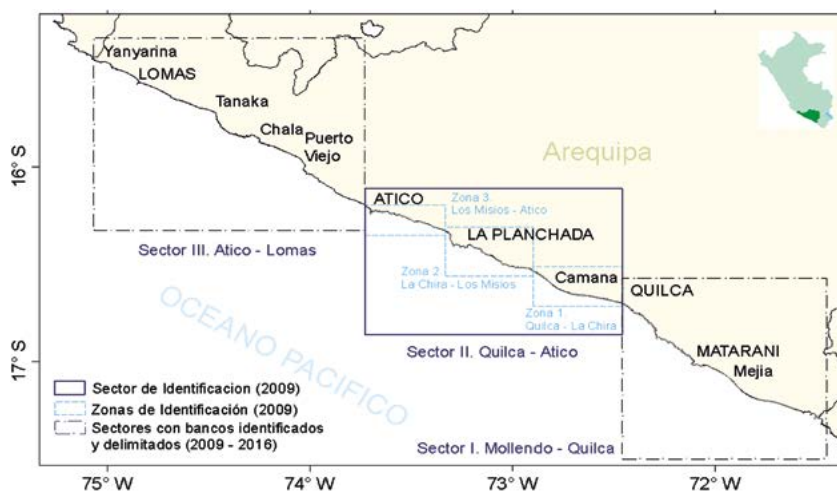 Yanyarina
LOMAS
Tanaka
Chala
Puerto
Viejo
Arequipa
16° S
ATICO
Zona 3.
Los Misios - Atico
LA PLANCHADA
Sector III. Atico - Lomas
Zona 2
La Chira - Los Misios
Camana
QUILCA
Zona 1.
Quilca - La Chira
OCEANO PACIFICO
Sector II. Quilca - Atico
MATARANI
Mejia
17° S
Sector de Identificacion (2009)
Zonas de Identificación (2009)
Sectores con bancos identificados
y delimitados (2009 - 2016)
Sector I. Mollendo - Quilca
75° W
74° W
73° W
72° W